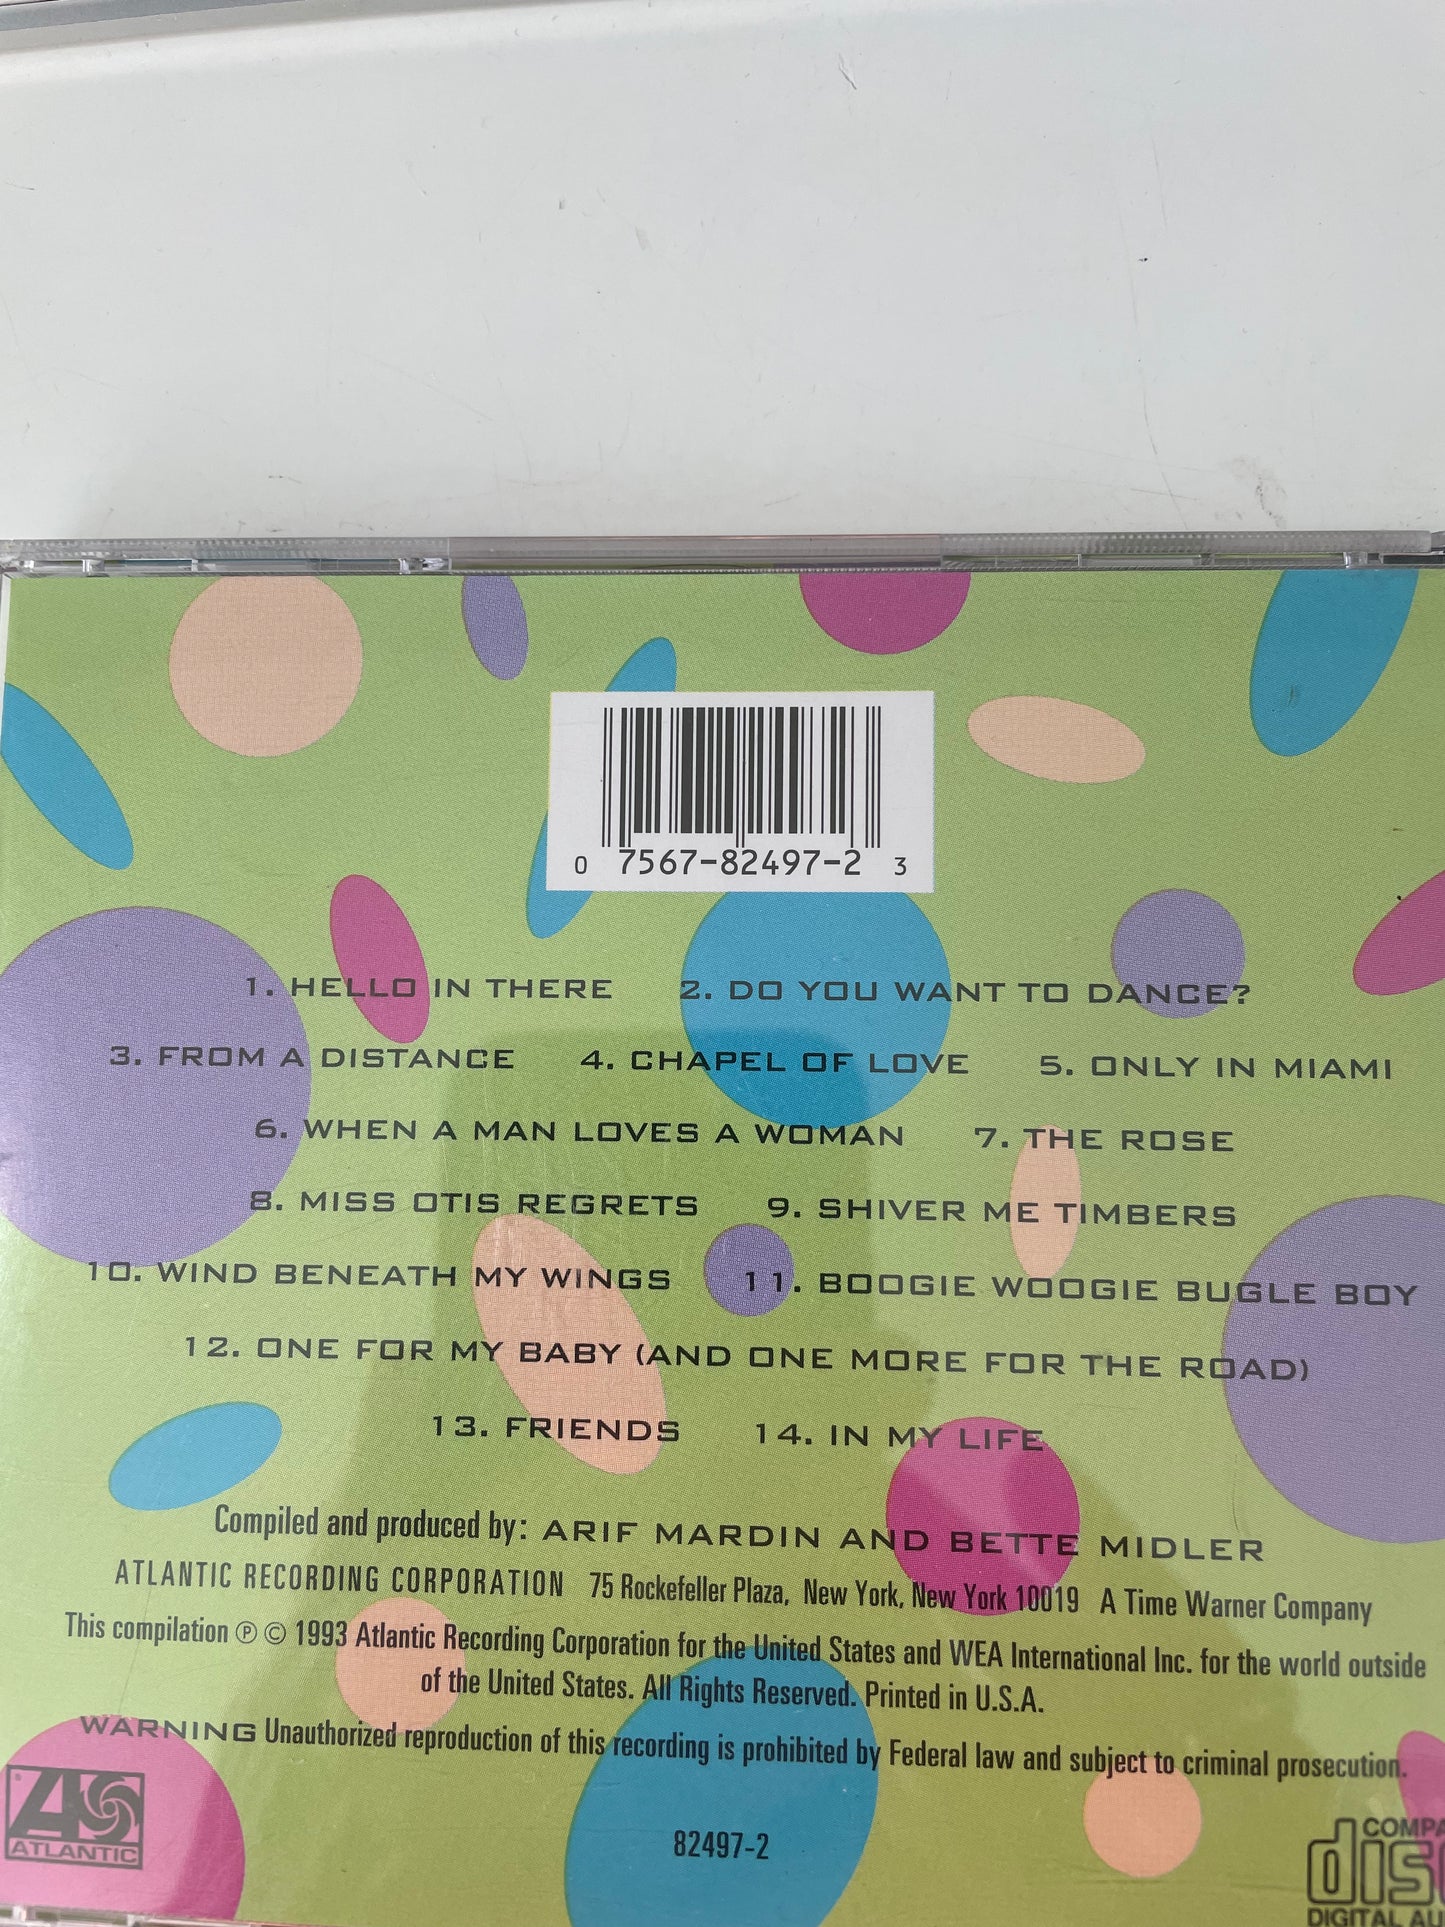 0 7567-82497-2 3
1. HELLO IN THERE 2. DO YOU WANT TO DANCE?
3. FROM A DISTANCE 4. CHAPEL OF LOVE 5. ONLY IN MIAMI
6. WHEN A MAN LOVES A WOMAN 7. THE ROSE
8. MISS OTIS REGRETS 9. SHIVER ME TIMBERS
10. WIND BENEATH MY WINGS 11. BOOGIE WOOGIE BUGLE BOY
12. ONE FOR MY BABY (AND ONE MORE FOR THE ROAD)
13. FRIENDS 14. IN MY LIFE
Compiled and produced by: ARIF MARDIN AND BETTE MIDLER
ATLANTIC RECORDING CORPORATION 75 Rockefeller Plaza, New York, New York 10019 A Time Warner Company
This compilation ℗ © 1993 Atlantic Recording Corporation for the United States and WEA International Inc. for the world outside
of the United States. All Rights Reserved. Printed in U.S.A.
WARNING Unauthorized reproduction of this recording is prohibited by Federal law and subject to criminal prosecution.
ATLANTIC
82497-2
DIGITAL